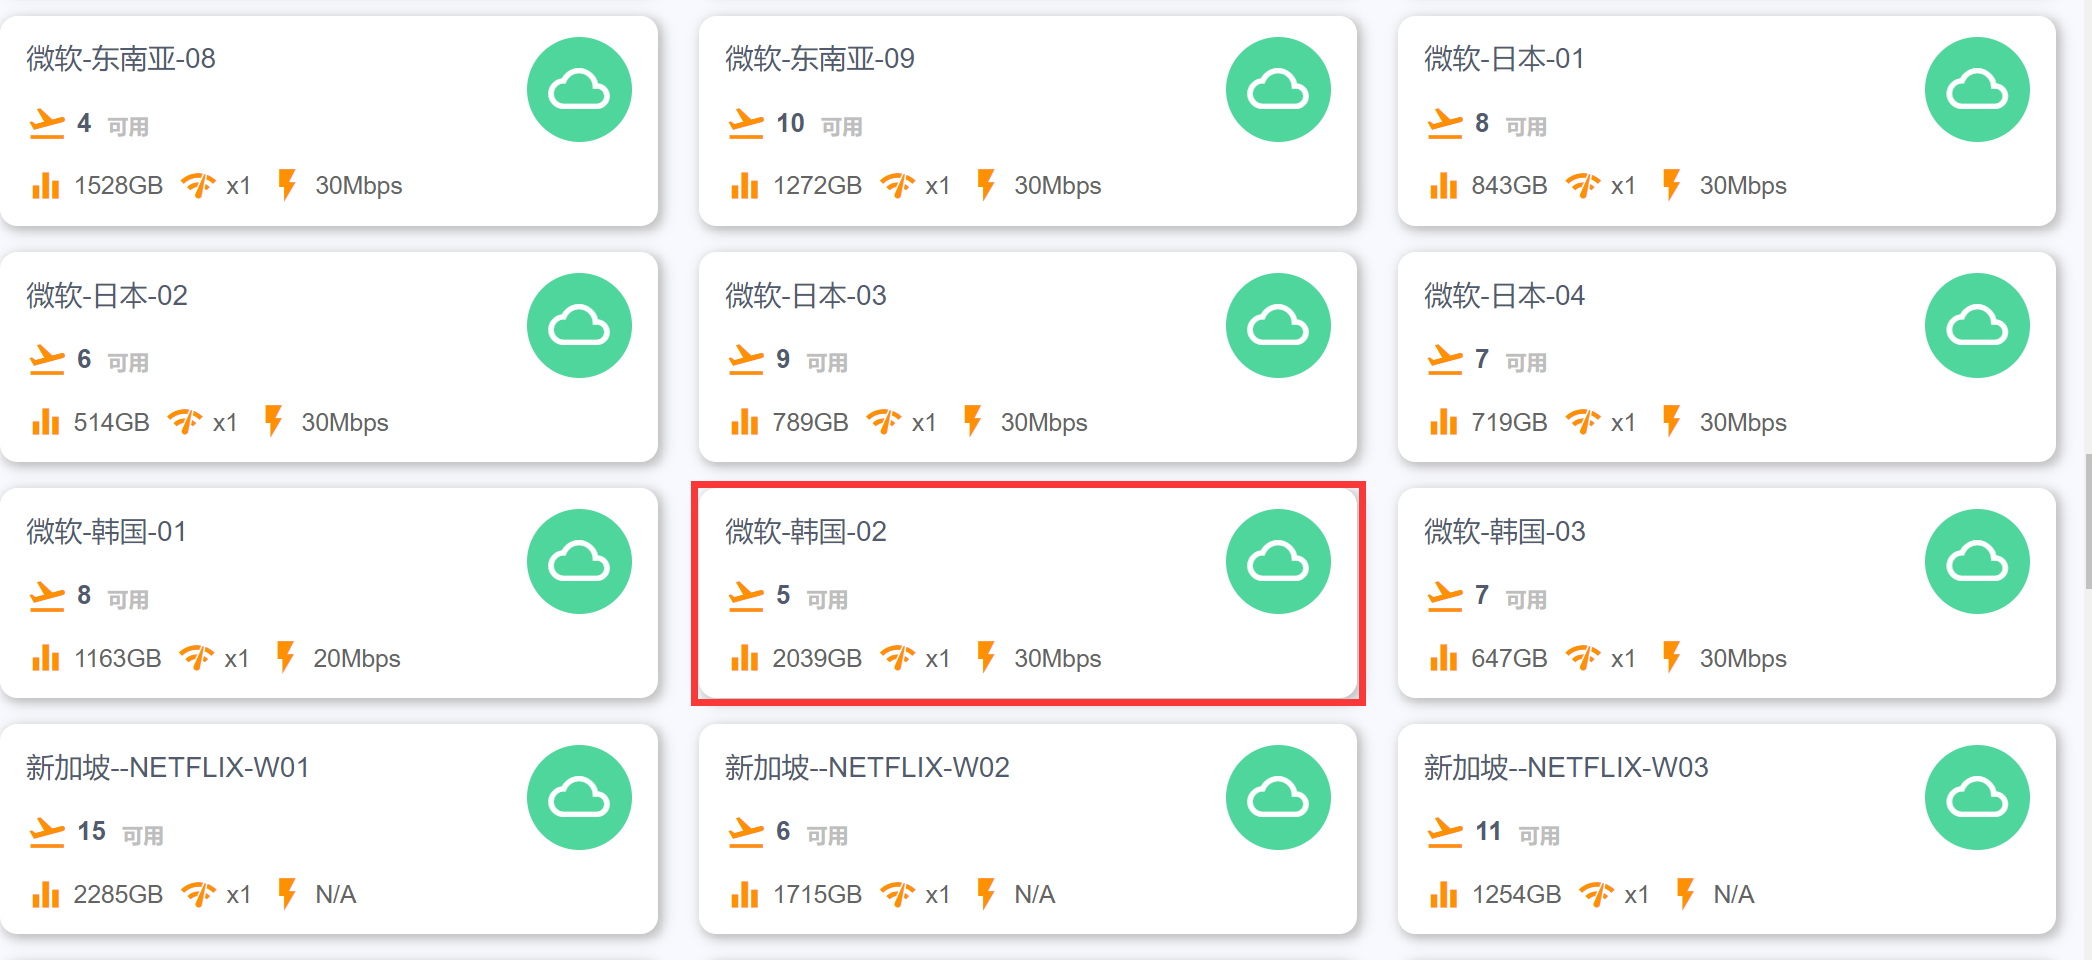 微软-东南亚-08
4 可用
1528GB x1 30Mbps
微软-东南亚-09
10 可用
1272GB x1 30Mbps
微软-日本-01
8 可用
843GB x1 30Mbps
微软-日本-02
6 可用
514GB x1 30Mbps
微软-日本-03
9 可用
789GB x1 30Mbps
微软-日本-04
7 可用
719GB x1 30Mbps
微软-韩国-01
8 可用
1163GB x1 20Mbps
微软-韩国-02
5 可用
2039GB x1 30Mbps
微软-韩国-03
7 可用
647GB x1 30Mbps
新加坡--NETFLIX-W01
15 可用
2285GB x1 N/A
新加坡--NETFLIX-W02
6 可用
1715GB x1 N/A
新加坡--NETFLIX-W03
11 可用
1254GB x1 N/A